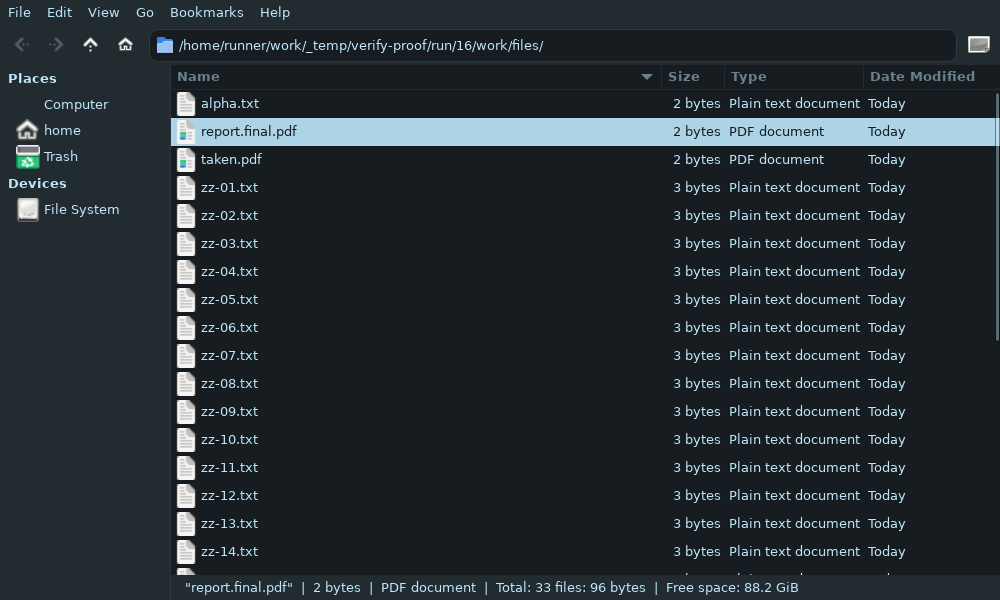 File Edit View Go Bookmarks Help
/home/runner/work/_temp/verify-proof/run/16/work/files/
Places
Computer
home
Trash
Devices
File System
Name Size Type Date Modified
alpha.txt 2 bytes Plain text document Today
report.final.pdf 2 bytes PDF document Today
taken.pdf 2 bytes PDF document Today
zz-01.txt 3 bytes Plain text document Today
zz-02.txt 3 bytes Plain text document Today
zz-03.txt 3 bytes Plain text document Today
zz-04.txt 3 bytes Plain text document Today
zz-05.txt 3 bytes Plain text document Today
zz-06.txt 3 bytes Plain text document Today
zz-07.txt 3 bytes Plain text document Today
zz-08.txt 3 bytes Plain text document Today
zz-09.txt 3 bytes Plain text document Today
zz-10.txt 3 bytes Plain text document Today
zz-11.txt 3 bytes Plain text document Today
zz-12.txt 3 bytes Plain text document Today
zz-13.txt 3 bytes Plain text document Today
zz-14.txt 3 bytes Plain text document Today
"report.final.pdf" | 2 bytes | PDF document | Total: 33 files: 96 bytes | Free space: 88.2 GiB